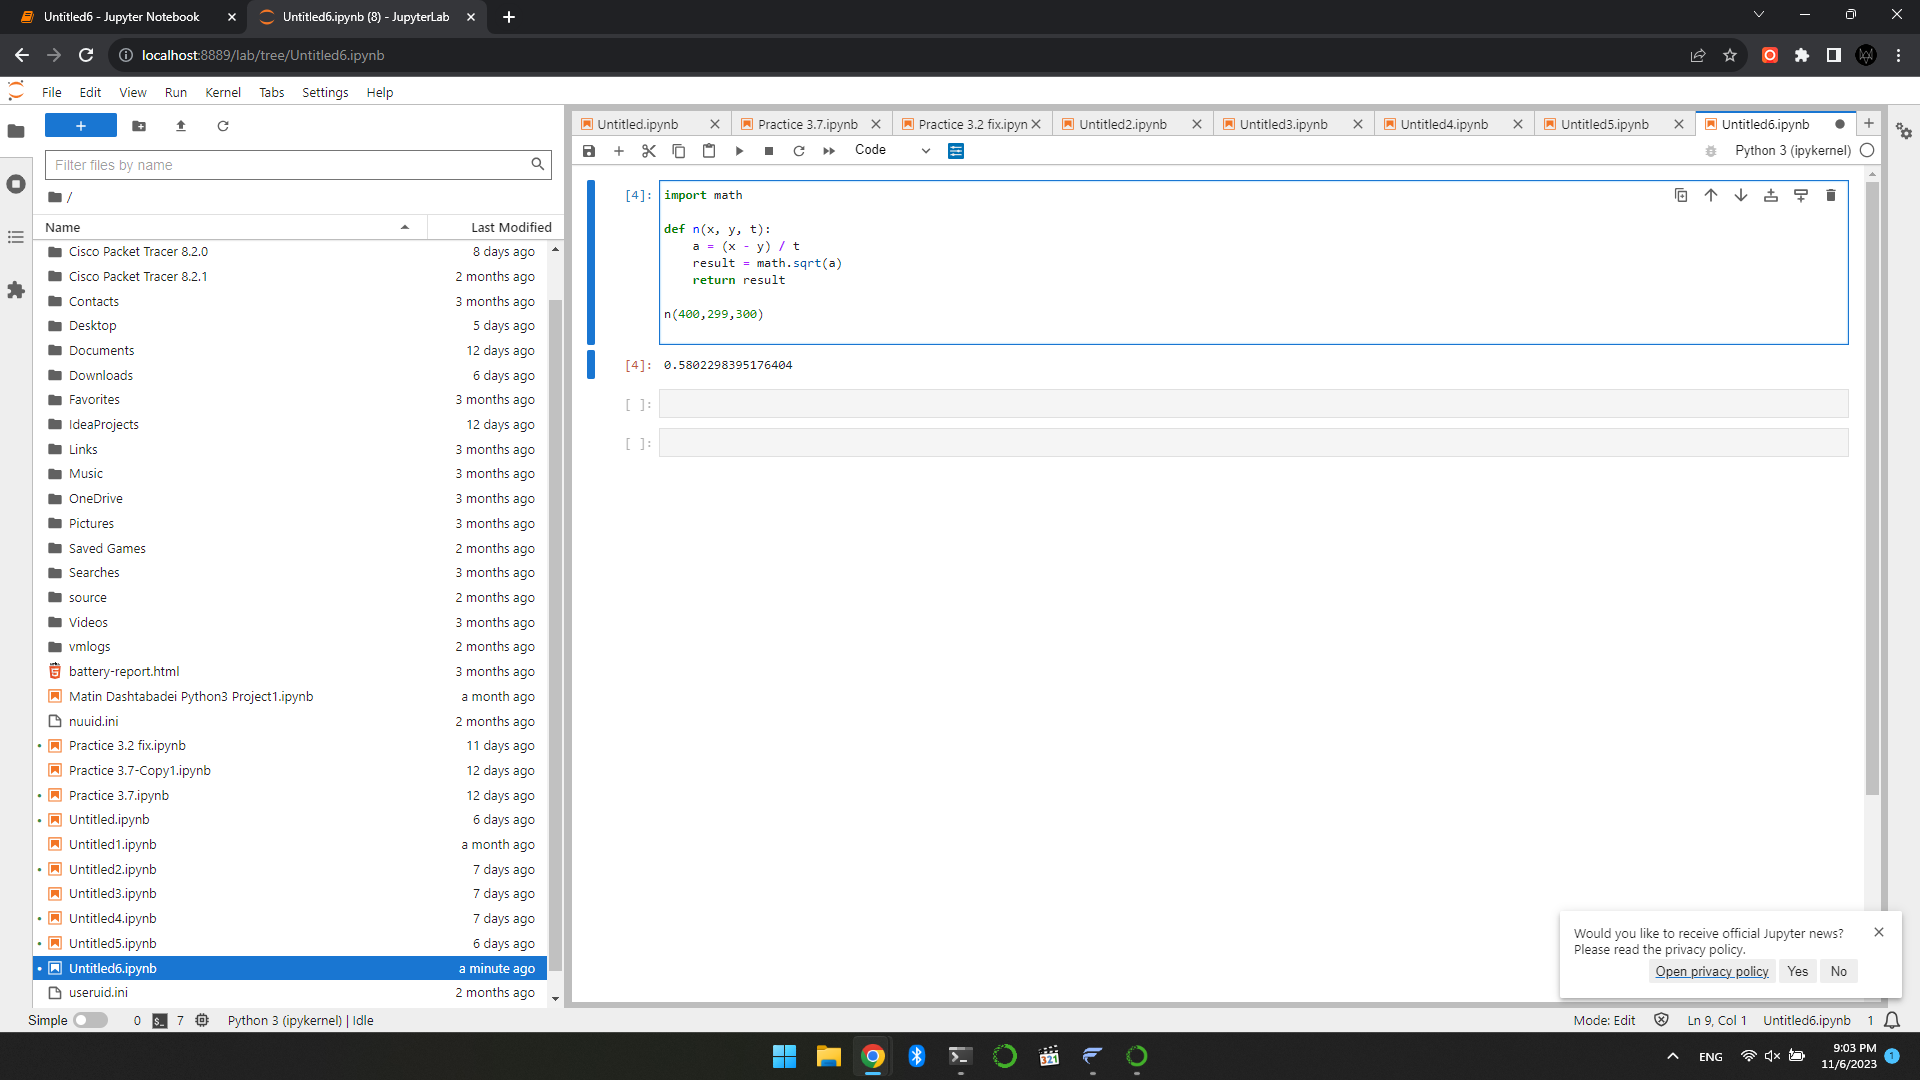 Untitled6 - Jupyter Notebook
Untitled6.ipynb (8) - JupyterLab
localhost:8889/lab/tree/Untitled6.ipynb
File Edit View Run Kernel Tabs Settings Help
Filter files by name
/
Name Last Modified
Cisco Packet Tracer 8.2.0 8 days ago
Cisco Packet Tracer 8.2.1 2 months ago
Contacts 3 months ago
Desktop 5 days ago
Documents 12 days ago
Downloads 6 days ago
Favorites 3 months ago
IdeaProjects 12 days ago
Links 3 months ago
Music 3 months ago
OneDrive 3 months ago
Pictures 3 months ago
Saved Games 2 months ago
Searches 3 months ago
source 2 months ago
Videos 3 months ago
vmlogs 2 months ago
battery-report.html 3 months ago
Matin Dashtabadei Python3 Project1.ipynb a month ago
nuuid.ini 2 months ago
Practice 3.2 fix.ipynb 11 days ago
Practice 3.7-Copy1.ipynb 12 days ago
Practice 3.7.ipynb 12 days ago
Untitled.ipynb 6 days ago
Untitled1.ipynb a month ago
Untitled2.ipynb 7 days ago
Untitled3.ipynb 7 days ago
Untitled4.ipynb 7 days ago
Untitled5.ipynb 6 days ago
Untitled6.ipynb a minute ago
useruid.ini 2 months ago
Untitled.ipynb Practice 3.7.ipynb Practice 3.2 fix.ipyn Untitled2.ipynb Untitled3.ipynb Untitled4.ipynb Untitled5.ipynb Untitled6.ipynb
Code
Python 3 (ipykernel)
[4]: import math
def n(x, y, t):
    a = (x - y) / t
    result = math.sqrt(a)
    return result
n(400,299,300)
[4]: 0.5802298395176404
[ ]:
[ ]:
Would you like to receive official Jupyter news?
Please read the privacy policy.
Open privacy policy Yes No
Simple 0 $_ 7 Python 3 (ipykernel) | Idle
Mode: Edit Ln 9, Col 1 Untitled6.ipynb 1
321
ENG
9:03 PM
11/6/2023
1